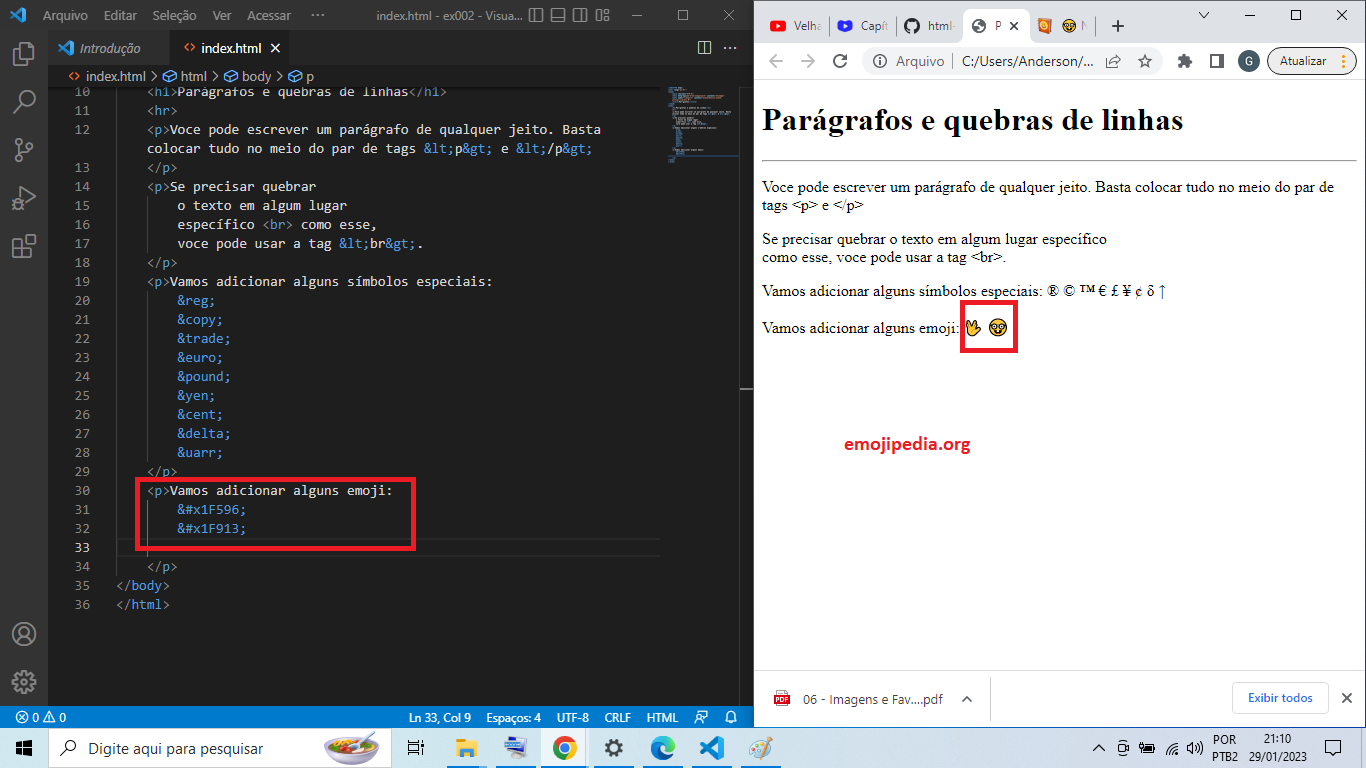 Arquivo Editar Seleção Ver Acessar ··· index.html - ex002 - Visua...
Introdução index.html
index.html > html > body > p
10 <h1>Parágrafos e quebras de linhas</h1>
11 <hr>
12 <p>Voce pode escrever um parágrafo de qualquer jeito. Basta
colocar tudo no meio do par de tags &lt;p&gt; e &lt;/p&gt;
13 </p>
14 <p>Se precisar quebrar
15 o texto em algum lugar
16 específico <br> como esse,
17 voce pode usar a tag &lt;br&gt;.
18 </p>
19 <p>Vamos adicionar alguns símbolos especiais:
20 &reg;
21 &copy;
22 &trade;
23 &euro;
24 &pound;
25 &yen;
26 &cent;
27 &delta;
28 &uarr;
29 </p>
30 <p>Vamos adicionar alguns emoji:
31 &#x1F596;
32 &#x1F913;
33
34 </p>
35 </body>
36 </html>
0 0 Ln 33, Col 9 Espaços: 4 UTF-8 CRLF HTML
Velha Capít html- P N
Arquivo C:/Users/Anderson/... G Atualizar
Parágrafos e quebras de linhas
Voce pode escrever um parágrafo de qualquer jeito. Basta colocar tudo no meio do par de
tags <p> e </p>
Se precisar quebrar o texto em algum lugar específico
como esse, voce pode usar a tag <br>.
Vamos adicionar alguns símbolos especiais: ® © ™ € £ ¥ ¢ δ ↑
Vamos adicionar alguns emoji: 🖖 🤓
emojipedia.org
PDF 06 - Imagens e Fav....pdf Exibir todos
Digite aqui para pesquisar
POR
PTB2
21:10
29/01/2023